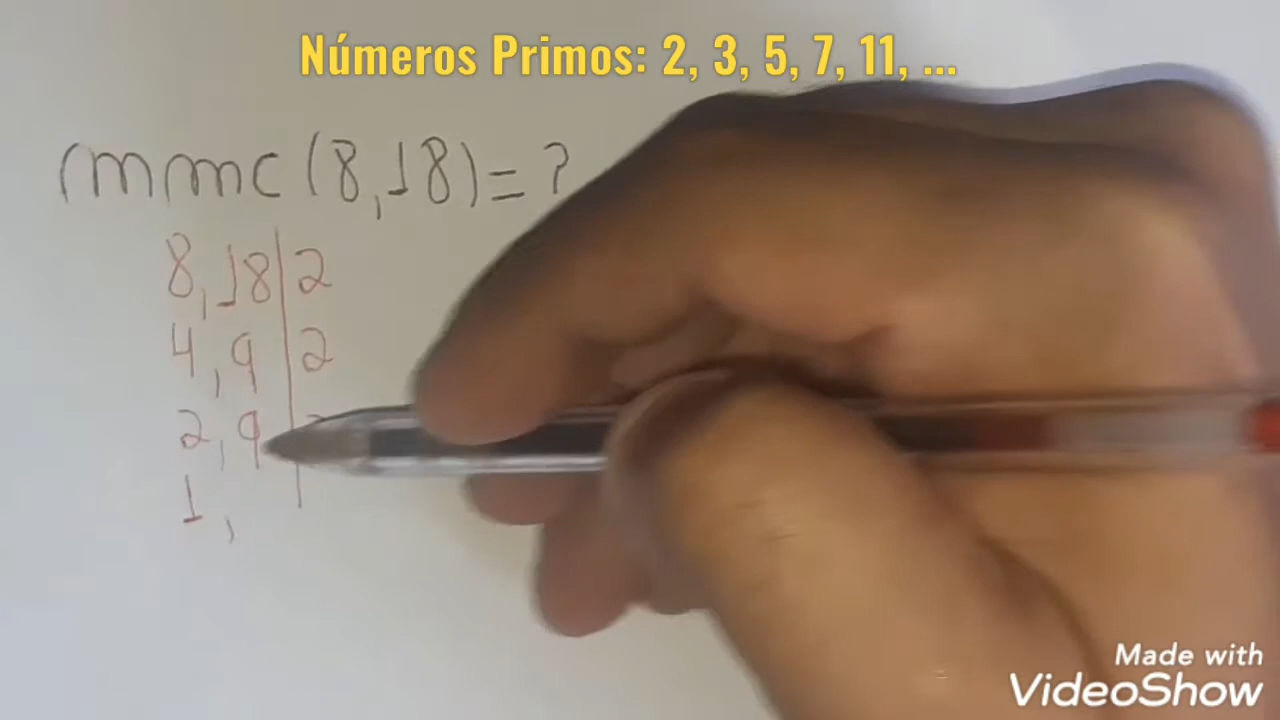 Números Primos: 2, 3, 5, 7, 11, ...
mmc (8,18)= ?
8,18|2
4,9|2
2,9|
1,
Made with
VideoShow